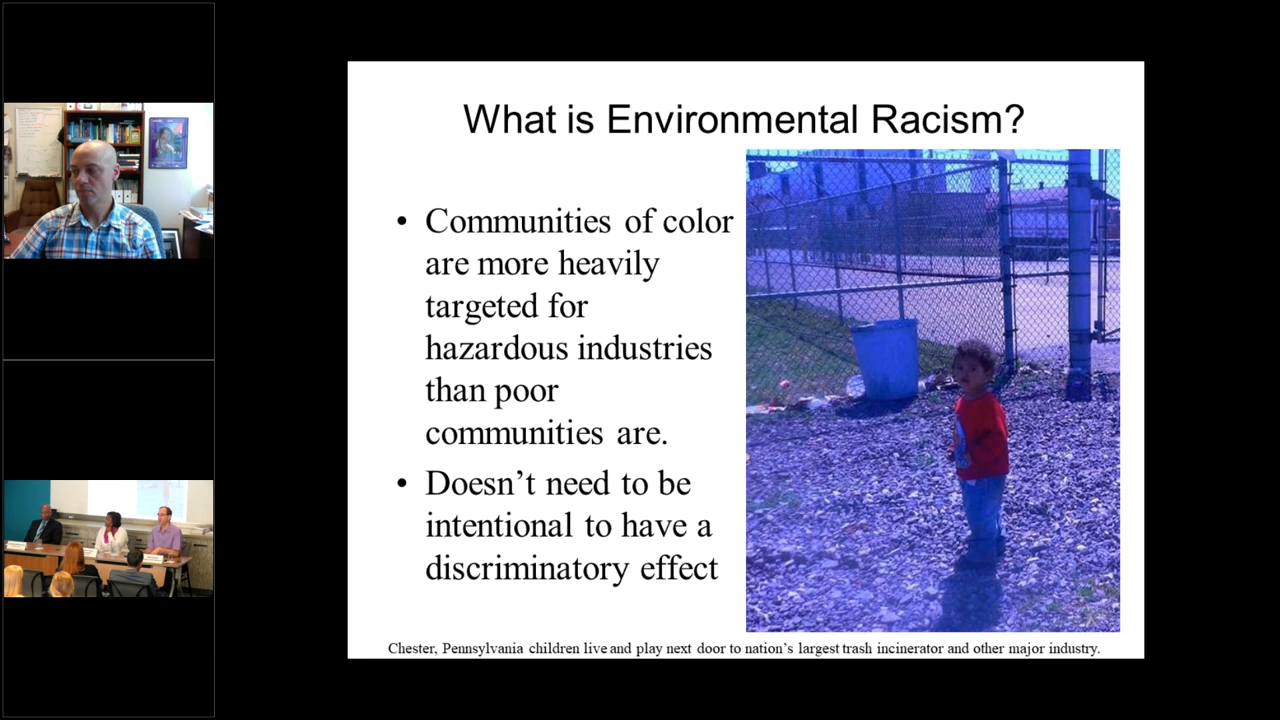 What is Environmental Racism?
• Communities of color
are more heavily
targeted for
hazardous industries
than poor
communities are.
• Doesn’t need to be
intentional to have a
discriminatory effect
Chester, Pennsylvania children live and play next door to nation’s largest trash incinerator and other major industry.